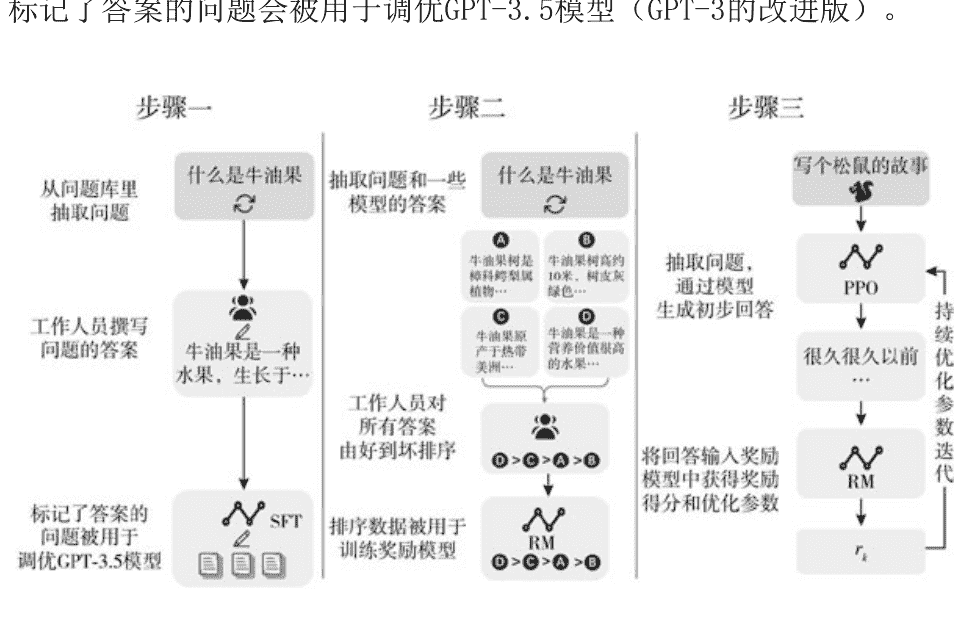 标记了答案的问题会被用于调优GPT-3.5模型（GPT-3的改进版）。
步骤一
从问题库里
抽取问题
什么是牛油果
工作人员撰写
问题的答案
牛油果是一种
水果，生长于…
标记了答案的
问题被用于
调优GPT-3.5模型
SFT
步骤二
抽取问题和一些
模型的答案
什么是牛油果
A
牛油果树是
樟科鳄梨属
植物…
B
牛油果树高约
10米，树皮灰
绿色…
C
牛油果原
产于热带
美洲…
D
牛油果是一种
营养价值很高
的水果…
工作人员对
所有答案
由好到坏排序
D>C>A>B
排序数据被用于
训练奖励模型
RM
D>C>A>B
步骤三
写个松鼠的故事
抽取问题，
通过模型
生成初步回答
PPO
很久很久以前
…
将回答输入奖励
模型中获得奖励
得分和优化参数
RM
rₖ
持续优化参数迭代